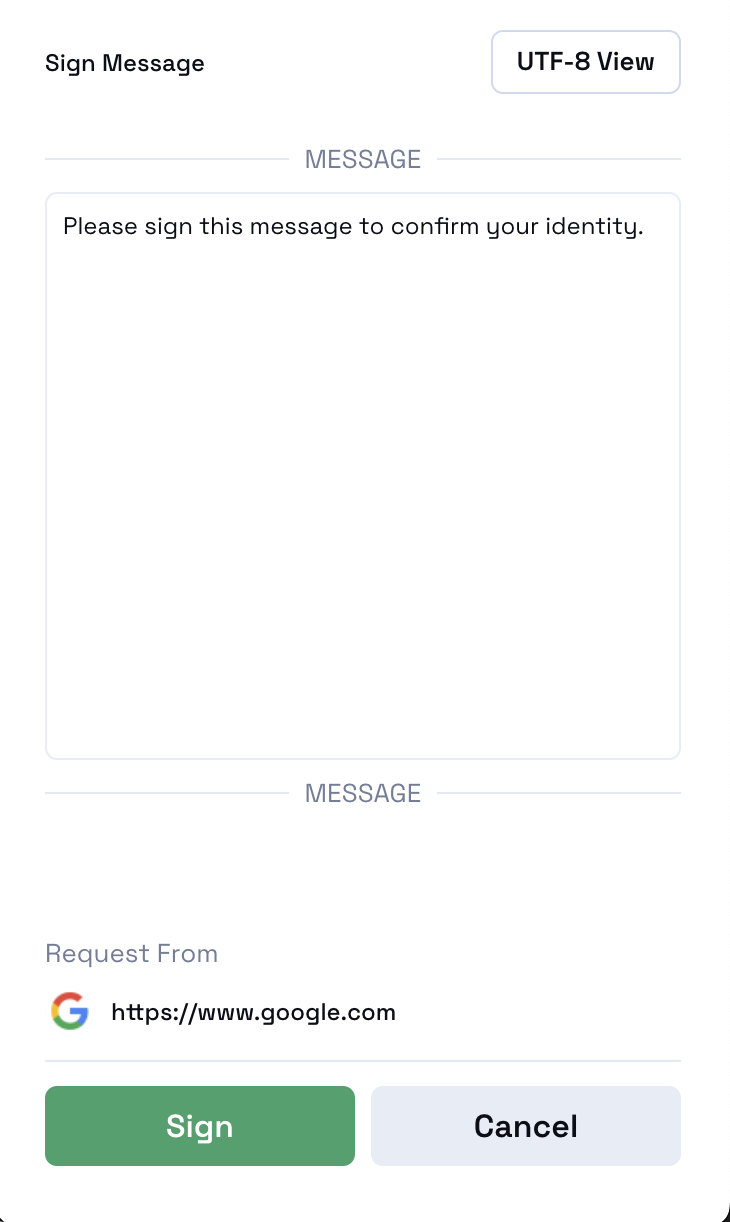 Sign Message
UTF-8 View
MESSAGE
Please sign this message to confirm your identity.
MESSAGE
Request From
https://www.google.com
Sign
Cancel